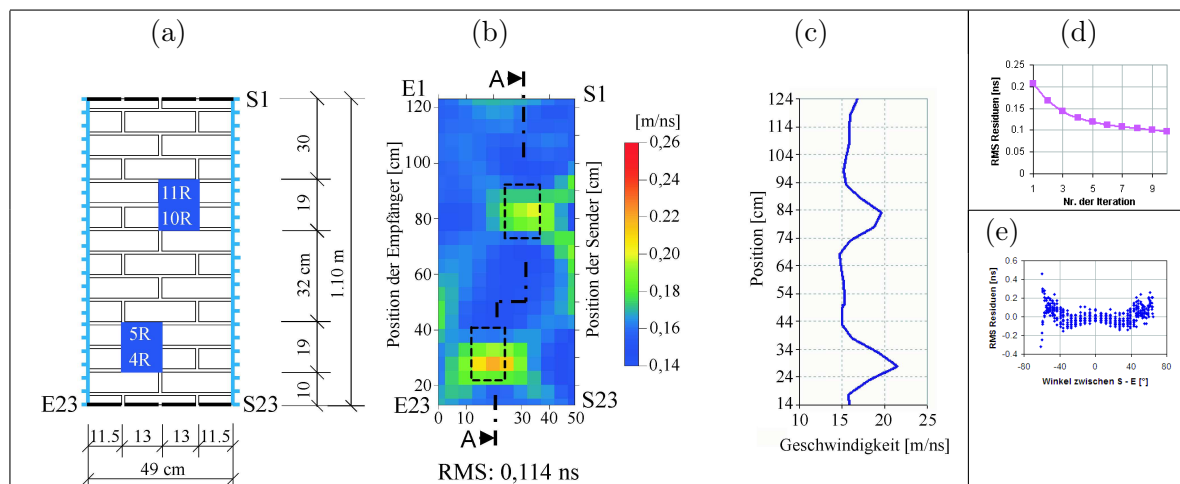 (a)
S1
11R
10R
5R
4R
E23
S23
30
19
32 cm
19
10
1.10 m
11.5 13 13 11.5
49 cm
(b)
A
E1
S1
120
100
80
60
40
20
E23
S23
0 10 20 30 40 50
A
Position der Empfänger [cm]
Position der Sender [cm]
[m/ns]
0,26
0,24
0,22
0,20
0,18
0,16
0,14
RMS: 0,114 ns
(c)
Position [cm]
124
114
104
94
84
74
64
54
44
34
24
14
10 15 20 25
Geschwindigkeit [m/ns]
(d)
RMS Residuen [ns]
0.25
0.2
0.15
0.1
0.05
0
1 3 5 7 9
Nr. der Iteration
(e)
RMS Residuen [ns]
0.6
0.4
0.2
0.0
-0.2
-0.4
-80 -40 0 40 80
Winkel zwischen S - E [°]